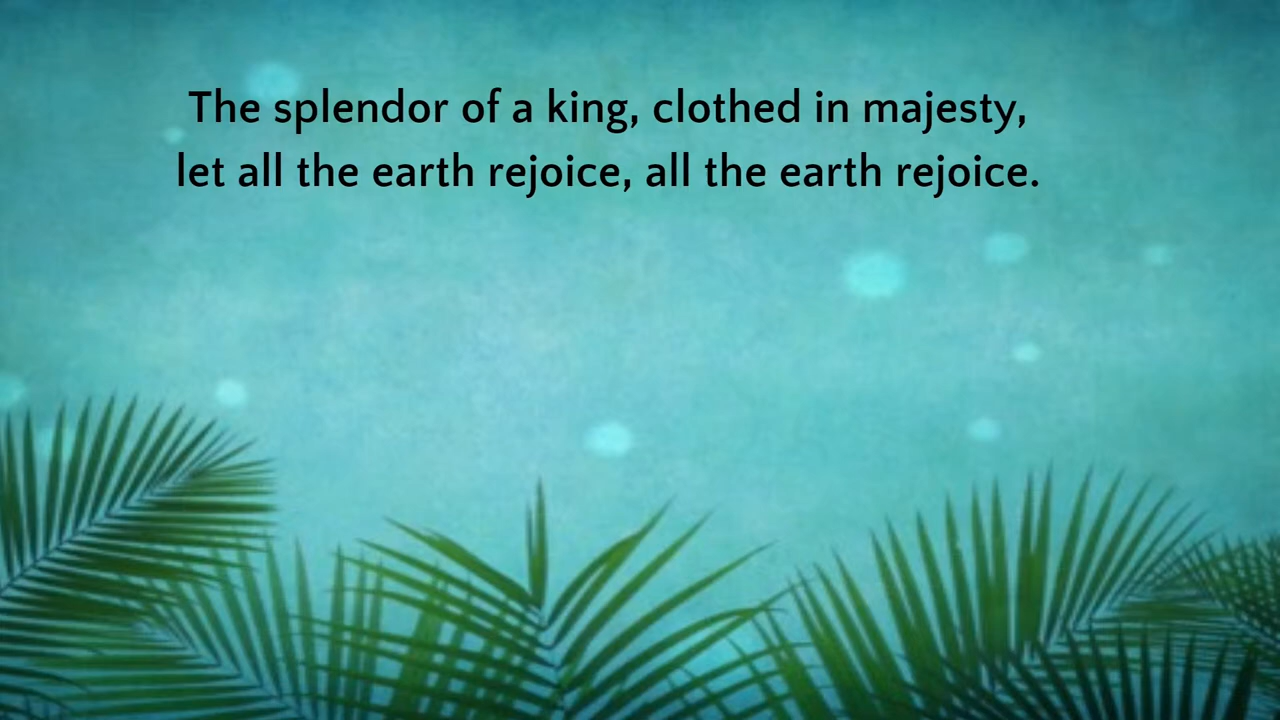 The splendor of a king, clothed in majesty,
let all the earth rejoice, all the earth rejoice.